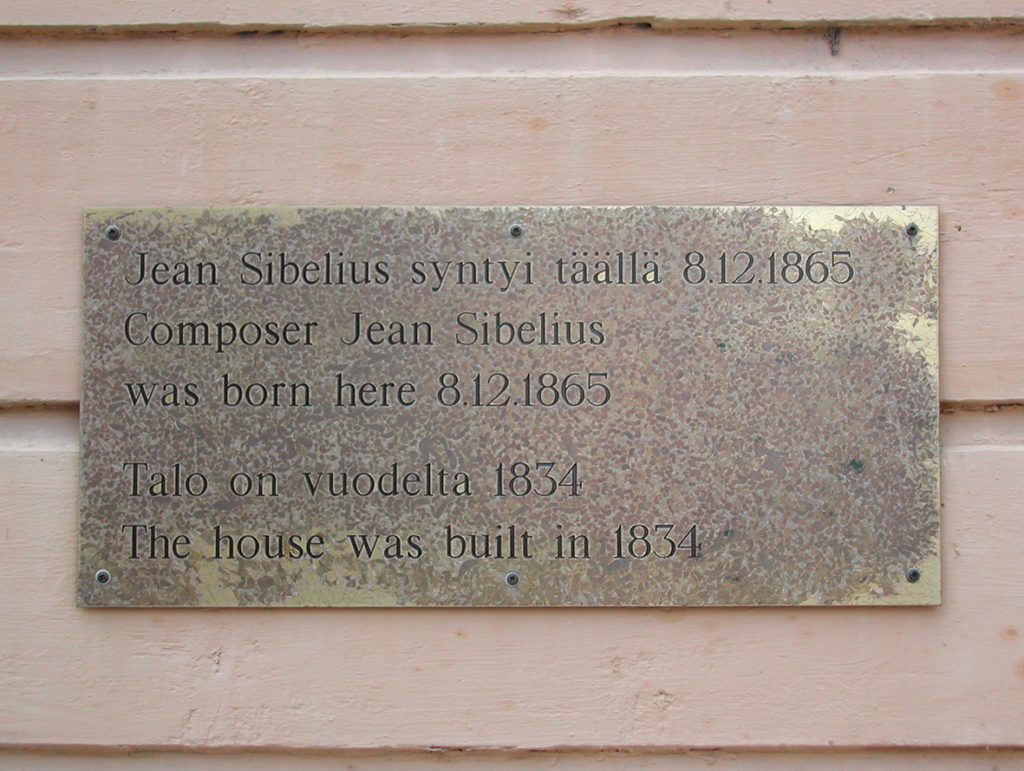 Jean Sibelius syntyi täällä 8.12.1865
Composer Jean Sibelius
was born here 8.12.1865
Talo on vuodelta 1834
The house was built in 1834